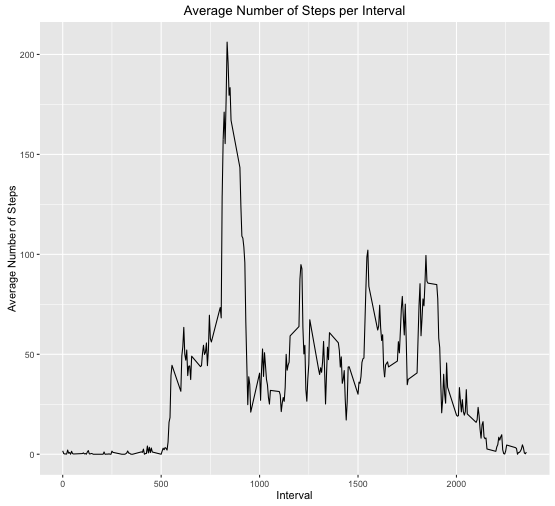 Average Number of Steps per Interval
Average Number of Steps
200
150
100
50
0
0 500 1000 1500 2000
Interval